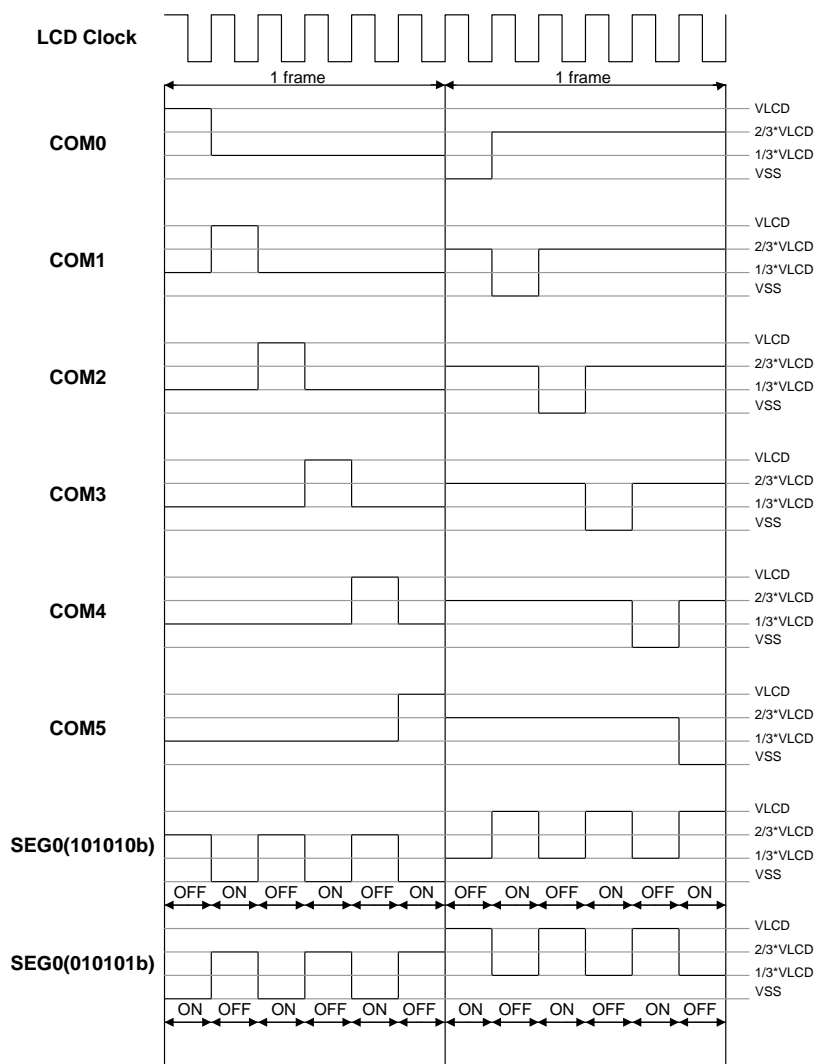 LCD Clock
1 frame 1 frame
COM0
VLCD
2/3*VLCD
1/3*VLCD
VSS
COM1
VLCD
2/3*VLCD
1/3*VLCD
VSS
COM2
VLCD
2/3*VLCD
1/3*VLCD
VSS
COM3
VLCD
2/3*VLCD
1/3*VLCD
VSS
COM4
VLCD
2/3*VLCD
1/3*VLCD
VSS
COM5
VLCD
2/3*VLCD
1/3*VLCD
VSS
SEG0(101010b)
VLCD
2/3*VLCD
1/3*VLCD
VSS
OFF ON OFF ON OFF ON OFF ON OFF ON OFF ON
SEG0(010101b)
VLCD
2/3*VLCD
1/3*VLCD
VSS
ON OFF ON OFF ON OFF ON OFF ON OFF ON OFF